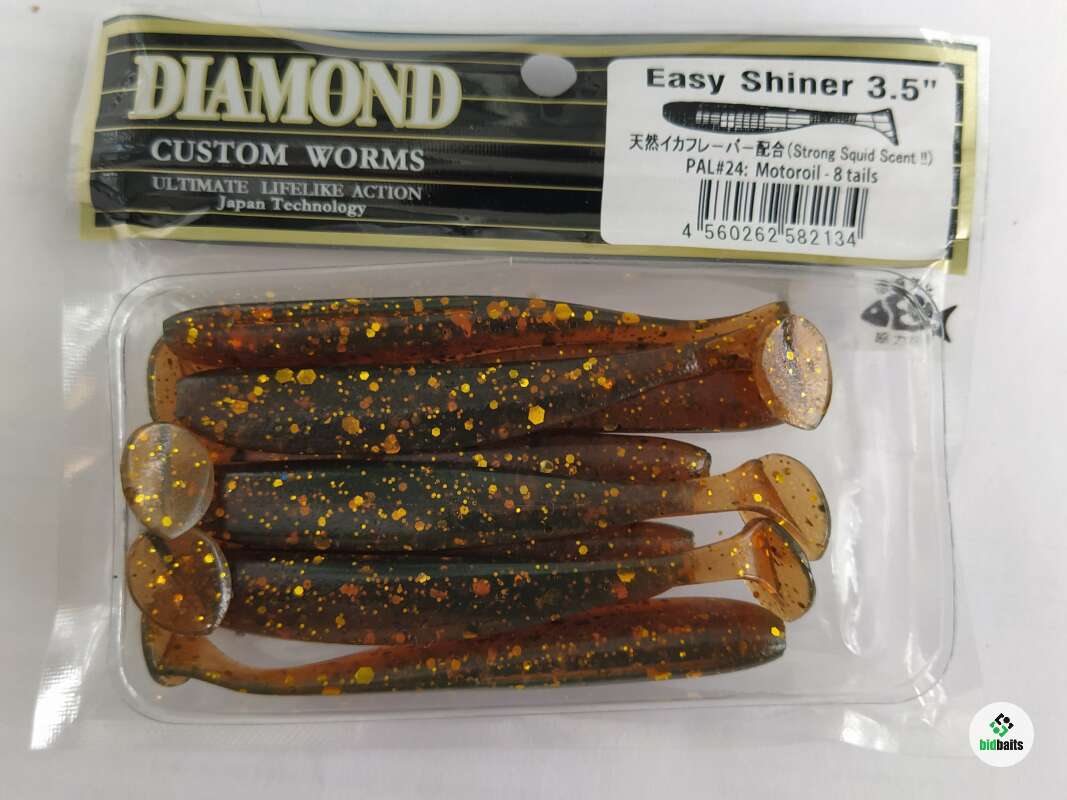 DIAMOND
CUSTOM WORMS
ULTIMATE LIFELIKE ACTION
Japan Technology
Easy Shiner 3.5"
天然イカフレーバー配合(Strong Squid Scent !!)
PAL#24: Motoroil - 8 tails
4 560262 582134
bidbaits